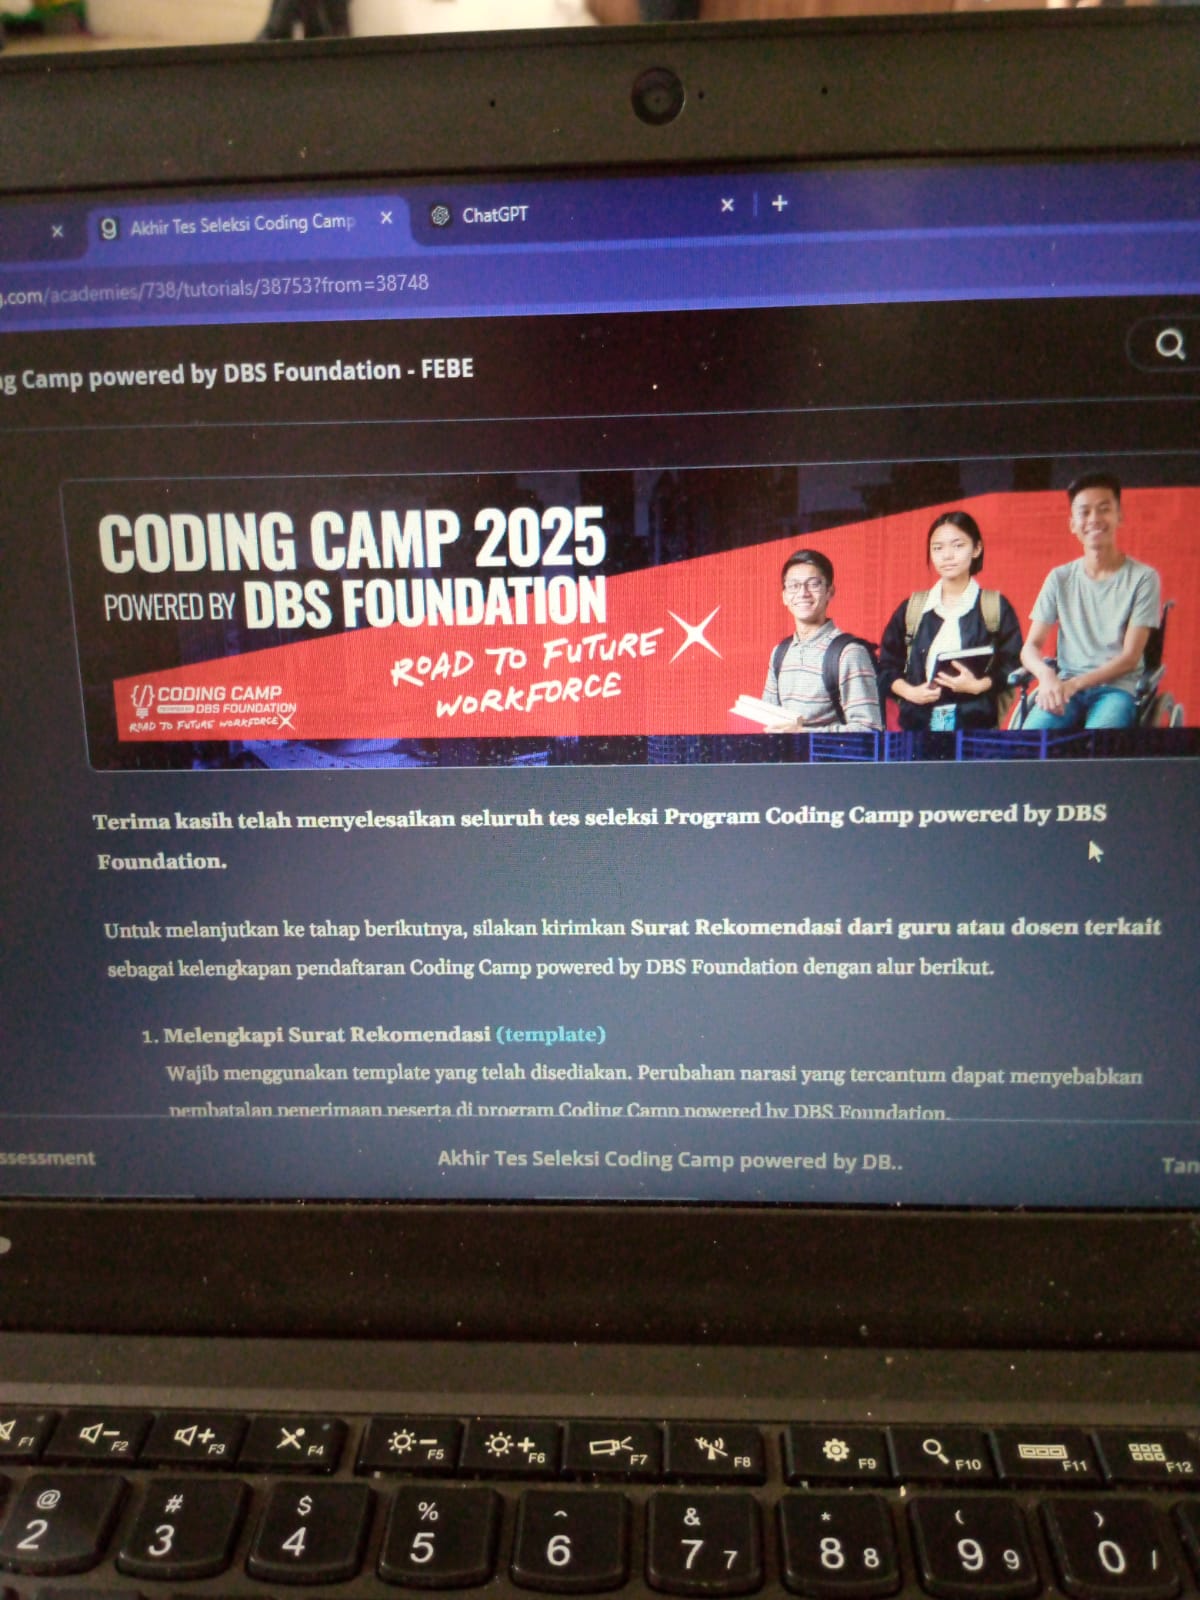 Akhir Tes Seleksi Coding Camp
ChatGPT
g.com/academies/738/tutorials/38753?from=38748
ng Camp powered by DBS Foundation - FEBE
CODING CAMP 2025
POWERED BY DBS FOUNDATION
ROAD TO FUTURE
WORKFORCE
{/} CODING CAMP
DBS FOUNDATION
ROAD TO FUTURE WORKFORCE
Terima kasih telah menyelesaikan seluruh tes seleksi Program Coding Camp powered by DBS
Foundation.
Untuk melanjutkan ke tahap berikutnya, silakan kirimkan Surat Rekomendasi dari guru atau dosen terkait
sebagai kelengkapan pendaftaran Coding Camp powered by DBS Foundation dengan alur berikut.
1. Melengkapi Surat Rekomendasi (template)
Wajib menggunakan template yang telah disediakan. Perubahan narasi yang tercantum dapat menyebabkan
pembatalan penerimaan peserta di program Coding Camp powered by DBS Foundation.
ssessment
Akhir Tes Seleksi Coding Camp powered by DB..
Tan
F1 F2 F3 F4 F5 F6 F7 F8 F9 F10 F11 F12
@ # $ % ^ & * ( )
2 3 4 5 6 7 7 8 8 9 9 0 /